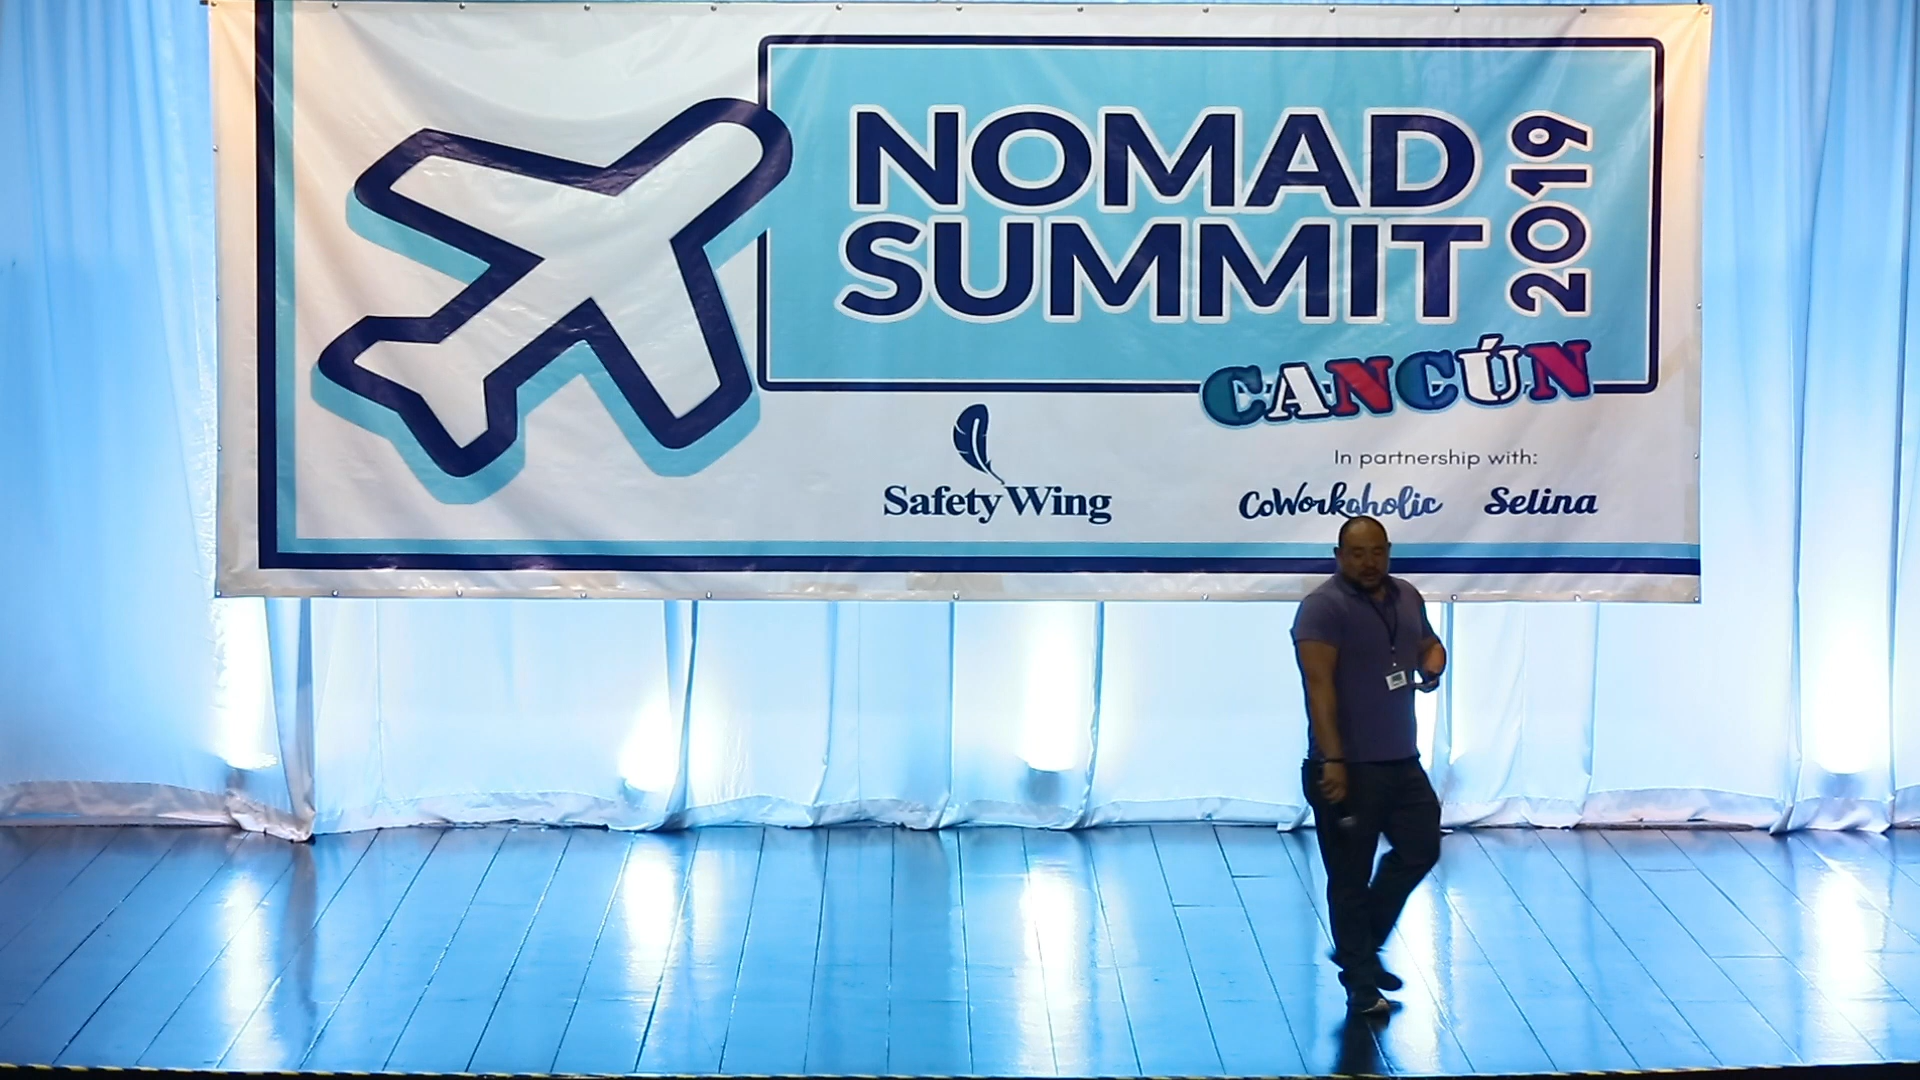 NOMAD
SUMMIT
2019
CANCÚN
SafetyWing
In partnership with:
CoWorkaholic
Selina